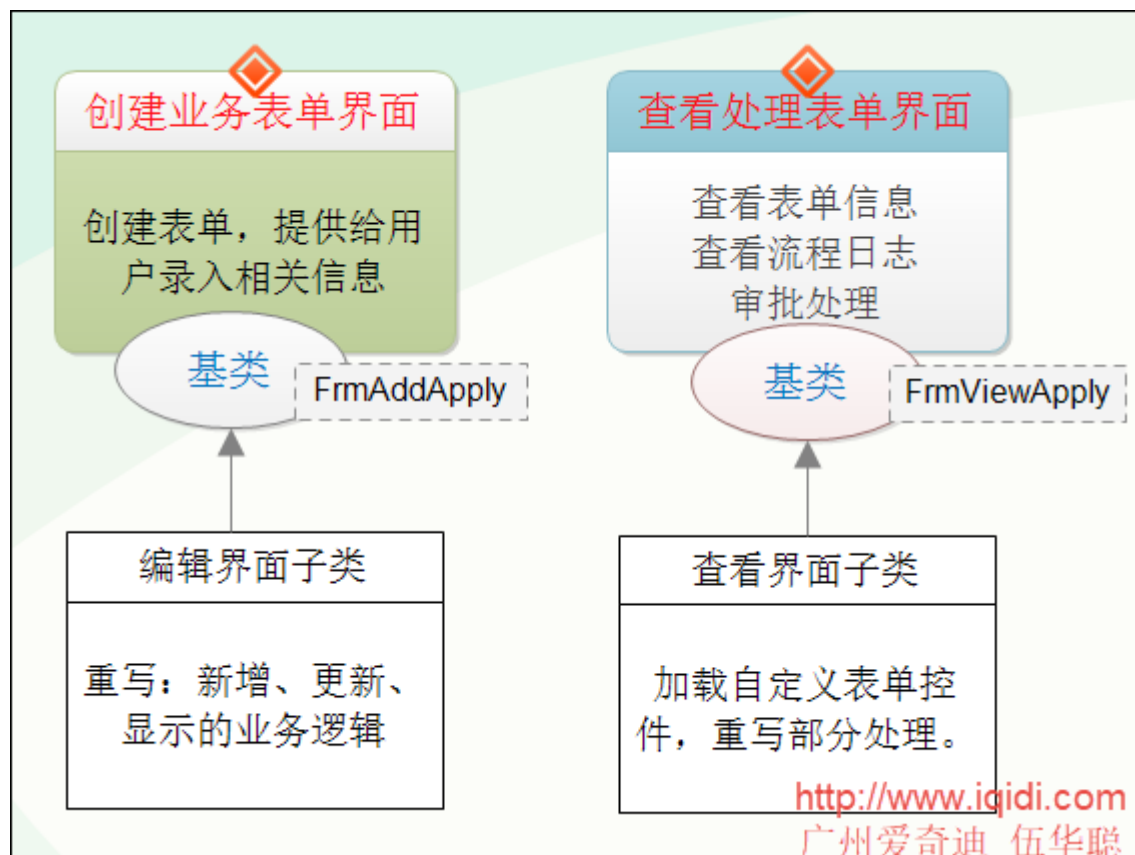 创建业务表单界面
创建表单，提供给用
户录入相关信息
基类
FrmAddApply
编辑界面子类
重写：新增、更新、
显示的业务逻辑
查看处理表单界面
查看表单信息
查看流程日志
审批处理
基类
FrmViewApply
查看界面子类
加载自定义表单控
件，重写部分处理。
http://www.iqidi.com
广州爱奇迪 伍华聪